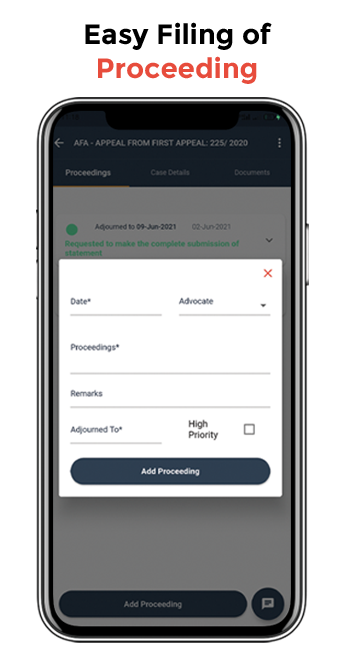 Easy Filing of
Proceeding
AFA - APPEAL FROM FIRST APPEAL: 225/ 2020
Proceedings Case Details Documents
Adjourned to 09-Jun-2021 02-Jun-2021
Requested to make the complete submission of
statement
Date* Advocate
Proceedings*
Remarks
Adjourned To* High
Priority
Add Proceeding
Add Proceeding